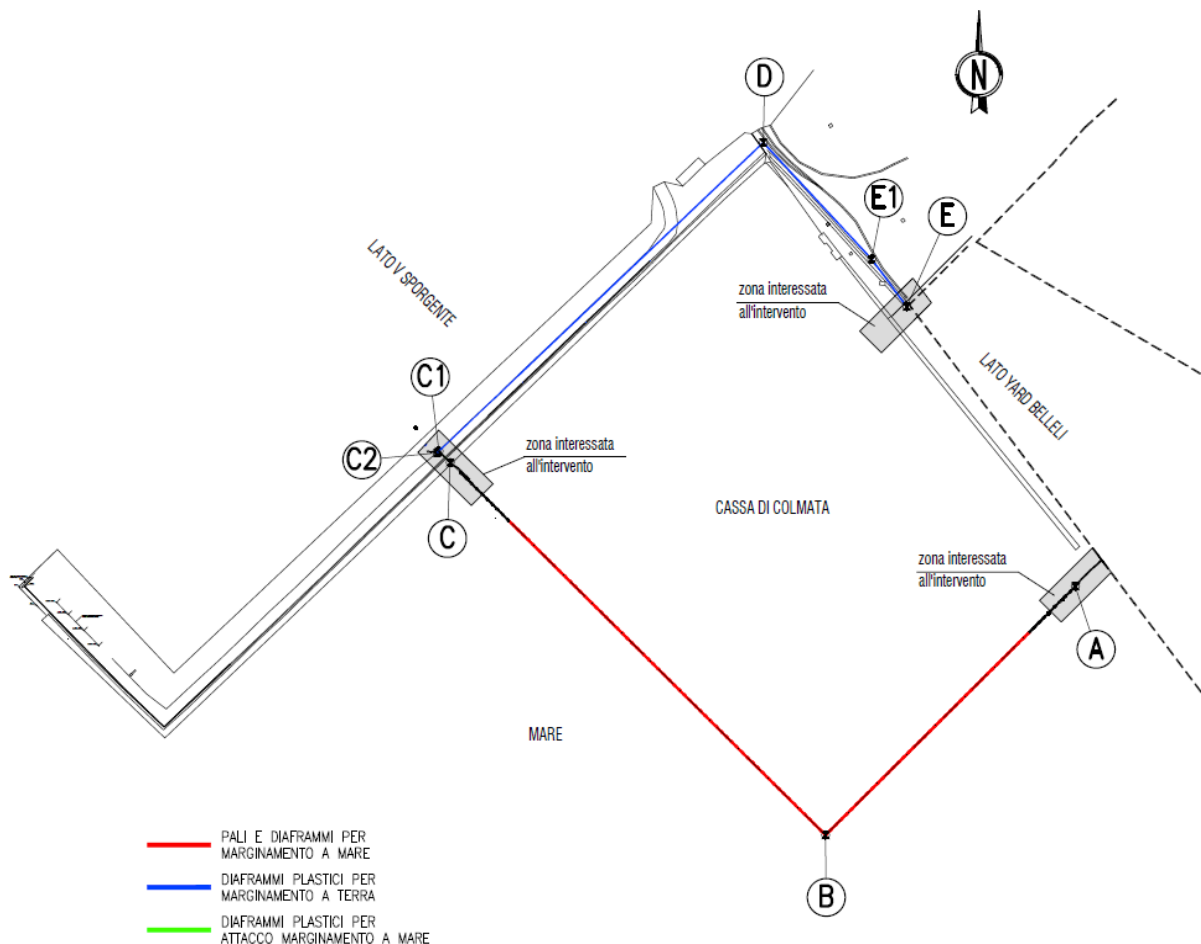 D
N
E1
E
LATO V SPORGENTE
zona interessata
all'intervento
LATO YARD BELLELI
C1
C2
zona interessata
all'intervento
C
CASSA DI COLMATA
zona interessata
all'intervento
A
MARE
B
PALI E DIAFRAMMI PER
MARGINAMENTO A MARE
DIAFRAMMI PLASTICI PER
MARGINAMENTO A TERRA
DIAFRAMMI PLASTICI PER
ATTACCO MARGINAMENTO A MARE